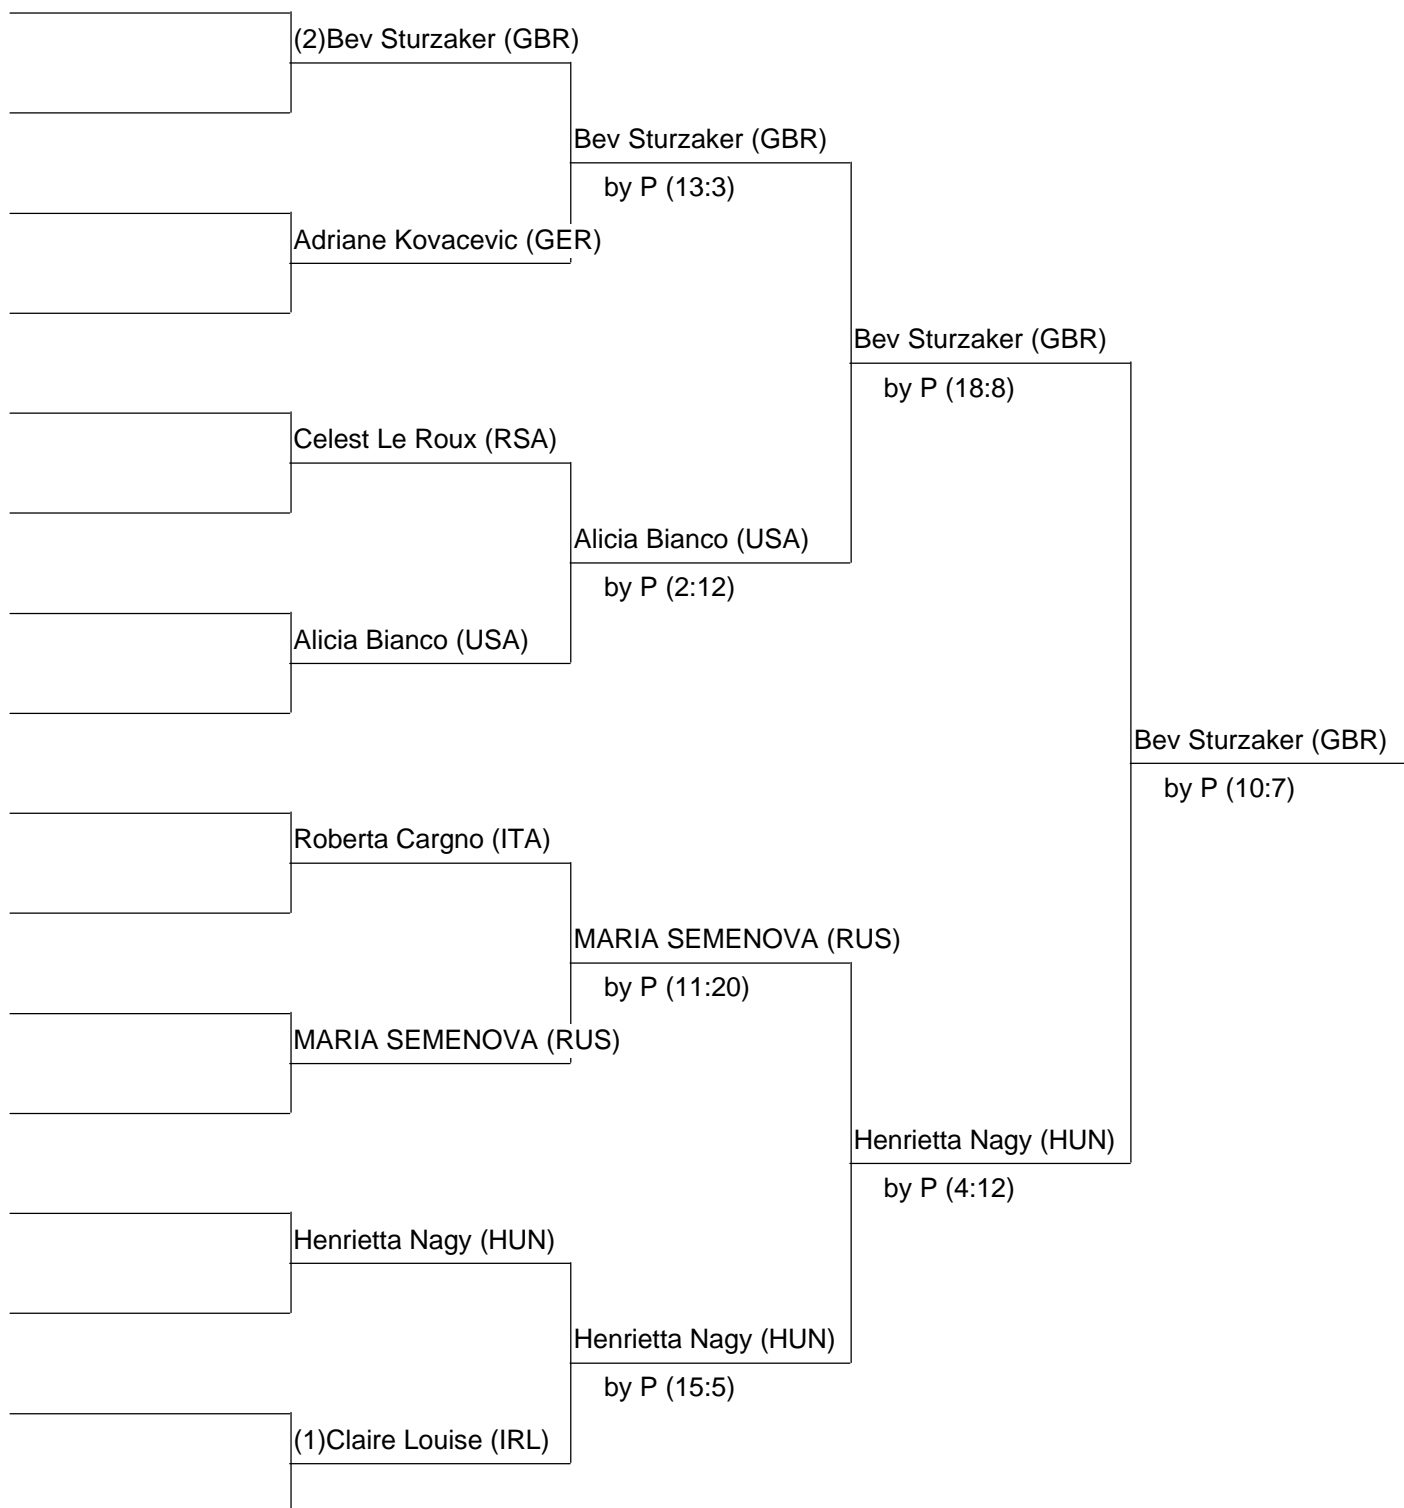 (2)Bev Sturzaker (GBR)
Bev Sturzaker (GBR)
by P (13:3)
Adriane Kovacevic (GER)
Bev Sturzaker (GBR)
by P (18:8)
Celest Le Roux (RSA)
Alicia Bianco (USA)
by P (2:12)
Alicia Bianco (USA)
Bev Sturzaker (GBR)
by P (10:7)
Roberta Cargno (ITA)
MARIA SEMENOVA (RUS)
by P (11:20)
MARIA SEMENOVA (RUS)
Henrietta Nagy (HUN)
by P (4:12)
Henrietta Nagy (HUN)
Henrietta Nagy (HUN)
by P (15:5)
(1)Claire Louise (IRL)